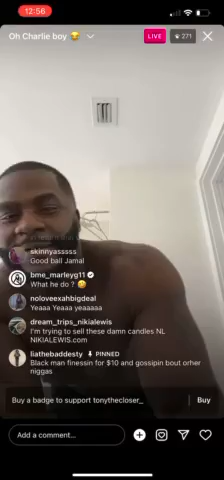 12:56
Oh Charlie boy 😂
LIVE
271
skinnyasssss
Good ball Jamal
bme_marleyg11
What he do ? 🤣
noloveexahbigdeal
Yeaaa Yeaaa yeaaaaa
dream_trips_nikialewis
I'm trying to sell these damn candles NL
NIKIALEWIS.com
liathebaddesty PINNED
Black man finessin for $10 and gossipin bout orher
niggas
Buy a badge to support tonythecloser_
Buy
Add a comment...